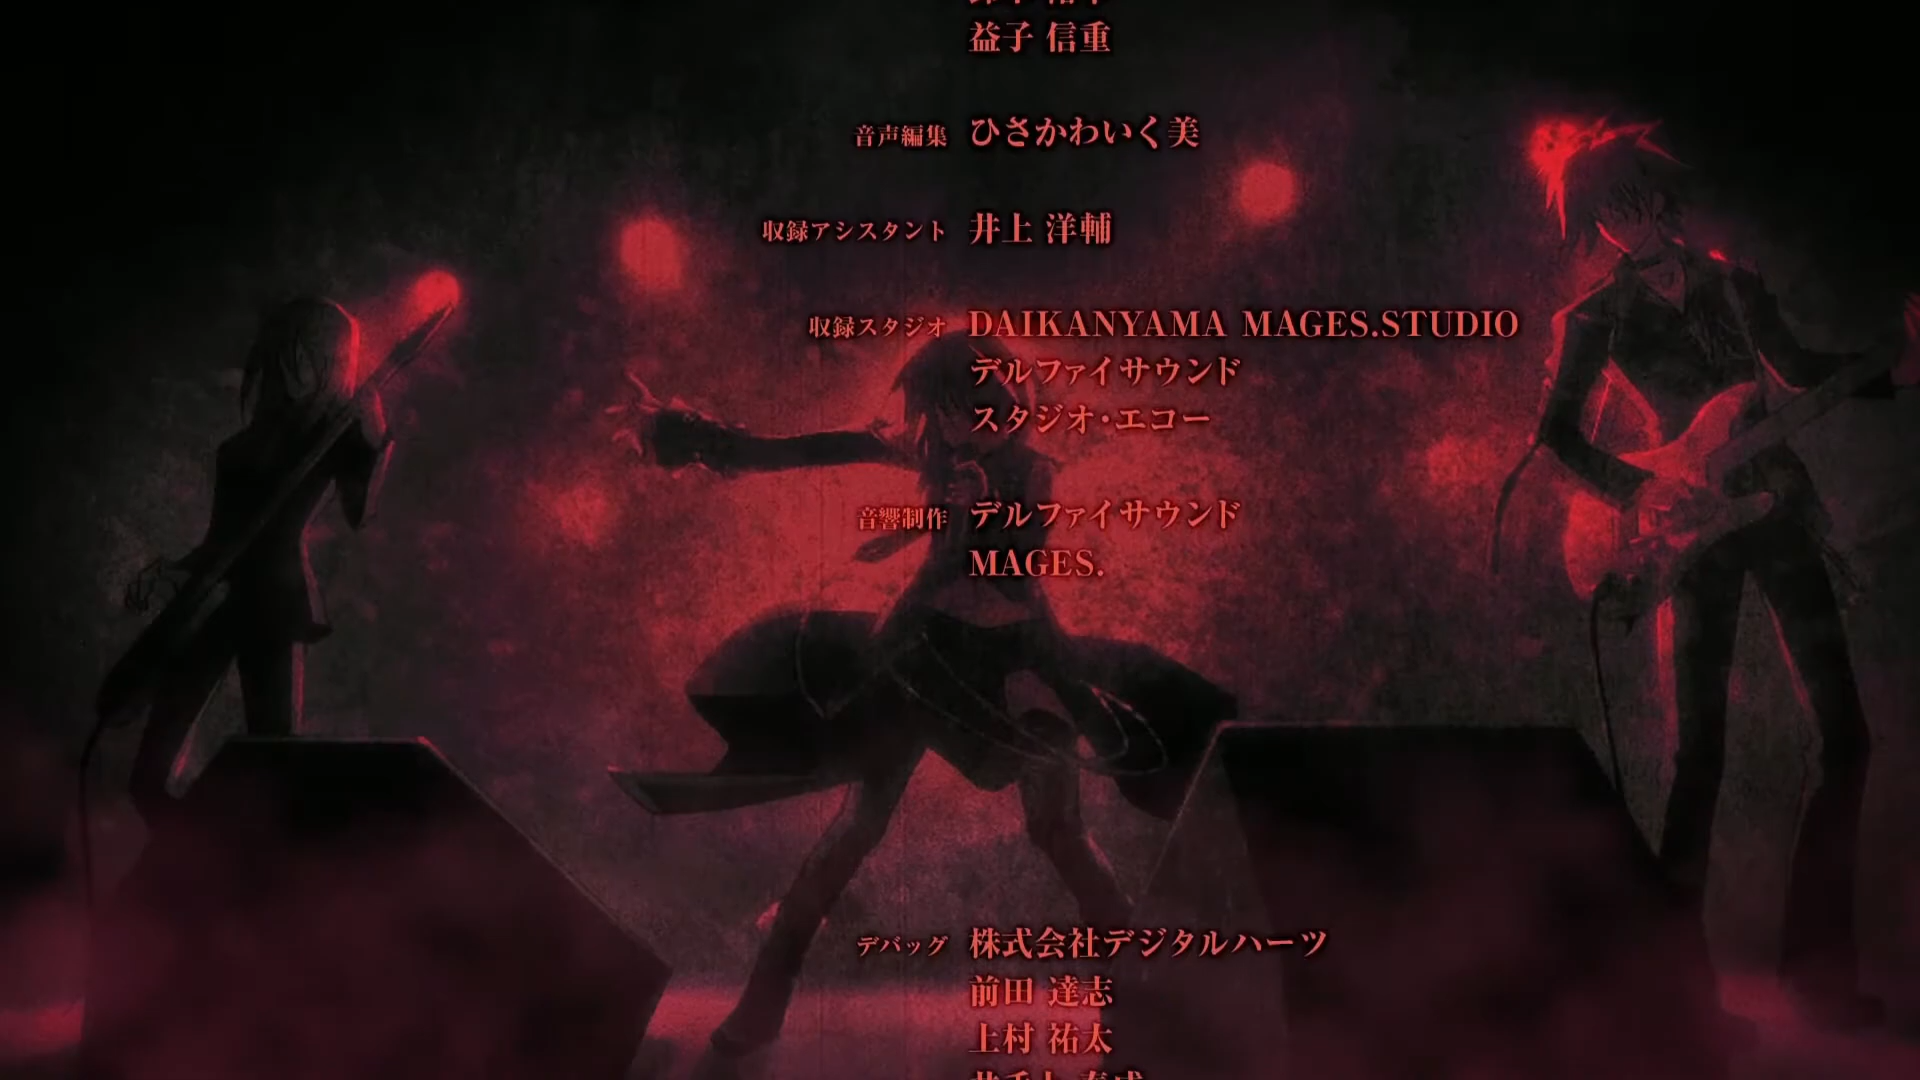 益子 信重
音声編集 ひさかわいく美
収録アシスタント 井上 洋輔
収録スタジオ DAIKANYAMA MAGES.STUDIO
デルファイサウンド
スタジオ・エコー
音響制作 デルファイサウンド
MAGES.
デバッグ 株式会社デジタルハーツ
前田 達志
上村 祐太